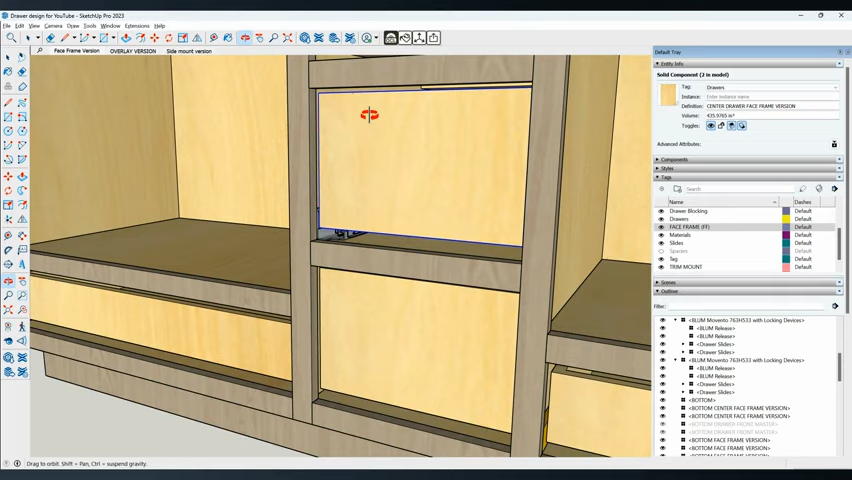 Drawer design for YouTube - SketchUp Pro 2023
File Edit View Camera Draw Tools Window Extensions Help
Face Frame Version OVERLAY VERSION Side mount version
Default Tray
Entity Info
Solid Component (2 in model)
Tag: Drawers
Instance: Enter instance name
Definition: CENTER DRAWER FACE FRAME VERSION
Volume: 435.9765 in³
Toggles:
Advanced Attributes:
Components
Styles
Tags
Search
Name Dashes
Drawer Blocking Default
Drawers Default
FACE FRAME (FF) Default
Materials Default
Slides Default
Spacers Default
Tag Default
TRIM MOUNT Default
Scenes
Outliner
Filter:
<BLUM Movento 763H533 with Locking Devices>
<BLUM Release>
<BLUM Release>
<Drawer Slides>
<Drawer Slides>
<BLUM Movento 763H533 with Locking Devices>
<BLUM Release>
<BLUM Release>
<Drawer Slides>
<Drawer Slides>
<BOTTOM>
<BOTTOM CENTER FACE FRAME VERSION>
<BOTTOM CENTER FACE FRAME VERSION>
<BOTTOM DRAWER FRONT MASTER>
<BOTTOM DRAWER FRONT MASTER>
<BOTTOM FACE FRAME VERSION>
<BOTTOM FACE FRAME VERSION>
Drag to orbit. Shift = Pan, Ctrl = suspend gravity.